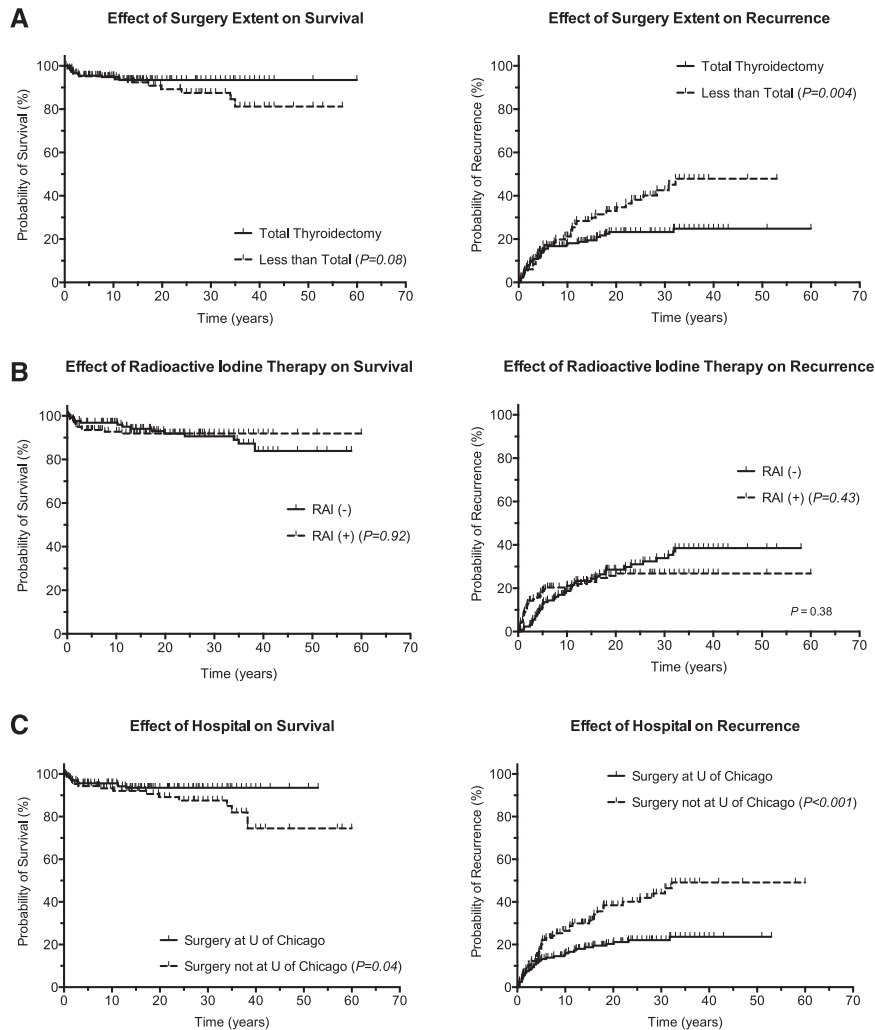 A
Effect of Surgery Extent on Survival
Probability of Survival (%)
100
80
60
40
20
0
Total Thyroidectomy
Less than Total (P=0.08)
0 10 20 30 40 50 60 70
Time (years)
Effect of Surgery Extent on Recurrence
Probability of Recurrence (%)
100
80
60
40
20
0
Total Thyroidectomy
Less than Total (P=0.004)
0 10 20 30 40 50 60 70
Time (years)
B
Effect of Radioactive Iodine Therapy on Survival
Probability of Survival (%)
100
80
60
40
20
0
RAI (-)
RAI (+) (P=0.92)
0 10 20 30 40 50 60 70
Time (years)
Effect of Radioactive Iodine Therapy on Recurrence
Probability of Recurrence (%)
100
80
60
40
20
0
RAI (-)
RAI (+) (P=0.43)
P = 0.38
0 10 20 30 40 50 60 70
Time (years)
C
Effect of Hospital on Survival
Probability of Survival (%)
100
80
60
40
20
0
Surgery at U of Chicago
Surgery not at U of Chicago (P=0.04)
0 10 20 30 40 50 60 70
Time (years)
Effect of Hospital on Recurrence
Probability of Recurrence (%)
100
80
60
40
20
0
Surgery at U of Chicago
Surgery not at U of Chicago (P<0.001)
0 10 20 30 40 50 60 70
Time (years)